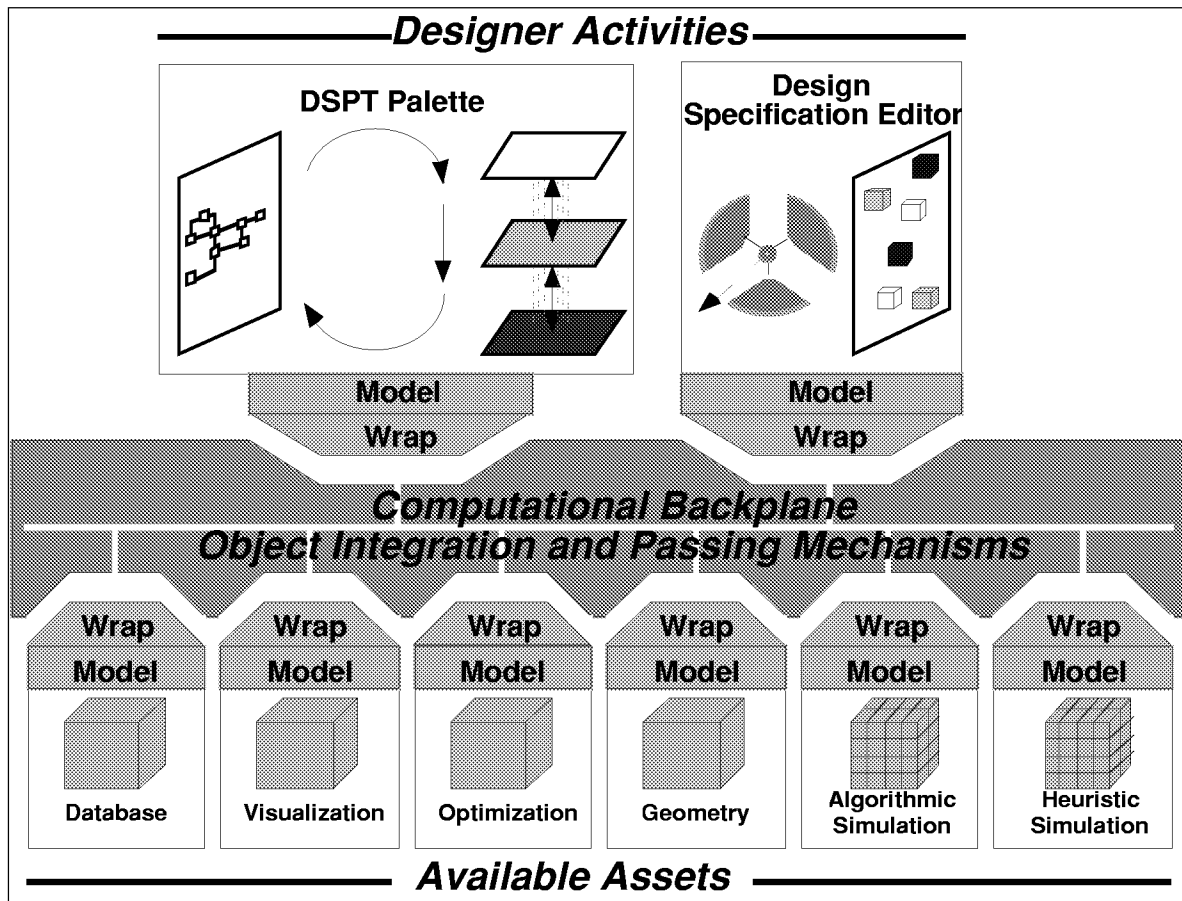 Designer Activities
DSPT Palette
Design
Specification Editor
Model
Wrap
Model
Wrap
Computational Backplane
Object Integration and Passing Mechanisms
Wrap Wrap Wrap Wrap Wrap Wrap
Model Model Model Model Model Model
Database
Visualization
Optimization
Geometry
Algorithmic
Simulation
Heuristic
Simulation
Available Assets